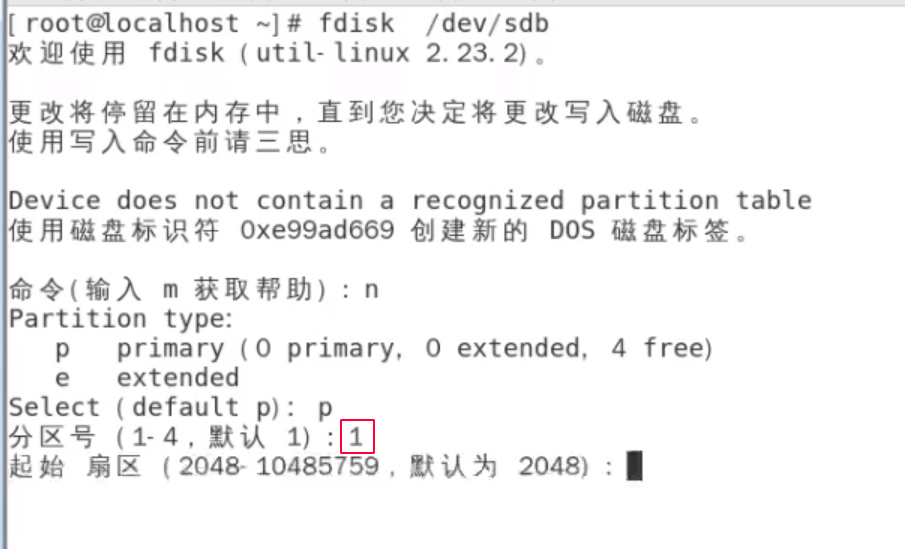 [root@localhost ~]# fdisk  /dev/sdb
欢迎使用 fdisk (util-linux 2.23.2)。
更改将停留在内存中，直到您决定将更改写入磁盘。
使用写入命令前请三思。
Device does not contain a recognized partition table
使用磁盘标识符 0xe99ad669 创建新的 DOS 磁盘标签。
命令(输入 m 获取帮助)：n
Partition type:
   p   primary (0 primary, 0 extended, 4 free)
   e   extended
Select (default p): p
分区号 (1-4，默认 1)：1
起始 扇区 (2048-10485759，默认为 2048)：